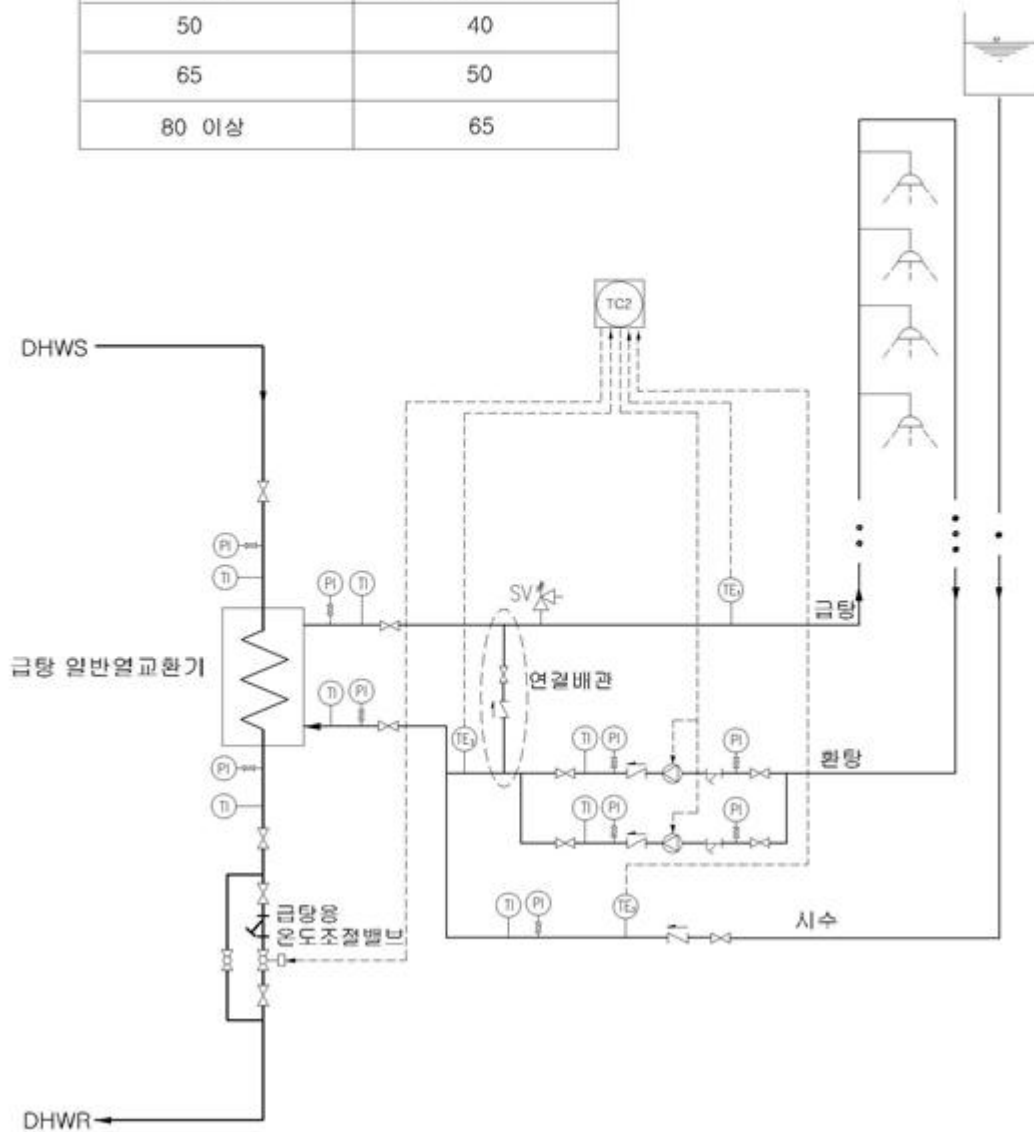 50 40
65 50
80 이상 65
TC2
DHWS
PI
TI
PI TI
SV
TE₁
급탕
급탕 일반열교환기
연결배관
TI PI
TE₃
TI PI PI
환탕
PI
TI
TI PI PI
TI PI TE₂
시수
급탕용
온도조절밸브
DHWR